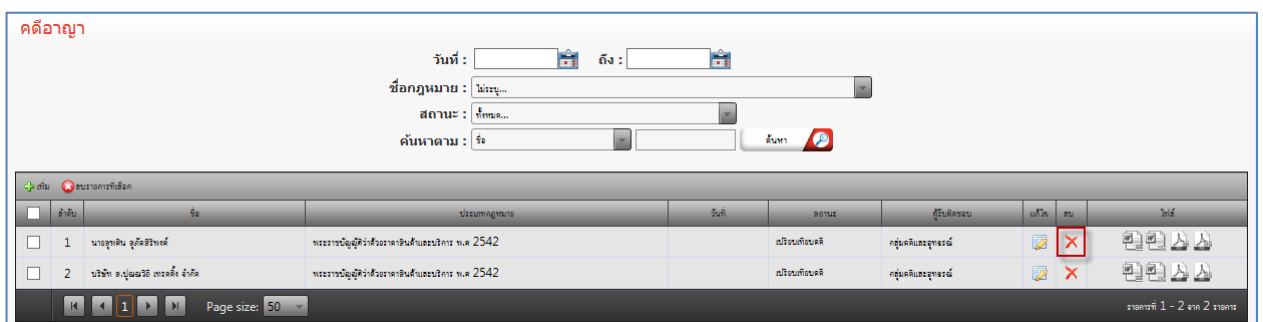 คดีอาญา
วันที่ : ถึง :
ชื่อกฎหมาย : ไม่ระบุ...
สถานะ : ทั้งหมด...
ค้นหาตาม : ชื่อ ค้นหา
เพิ่ม ลบรายการที่เลือก
ลำดับ ชื่อ ประเภทกฎหมาย วันที่ สถานะ ผู้รับผิดชอบ แก้ไข ลบ ไฟล์
1 พระราชบัญญัติว่าด้วยราคาสินค้าและบริการ พ.ศ 2542 เปรียบเทียบคดี กลุ่มคดีและอุทธรณ์
2 บริษัท จำกัด พระราชบัญญัติว่าด้วยราคาสินค้าและบริการ พ.ศ 2542 เปรียบเทียบคดี กลุ่มคดีและอุทธรณ์
1 Page size: 50 รายการที่ 1 - 2 จาก 2 รายการ